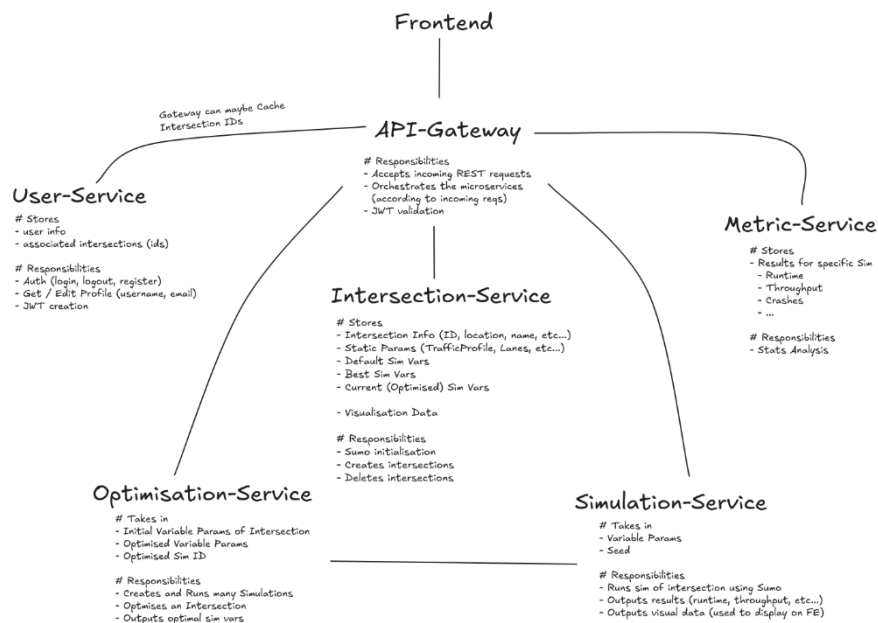 Frontend
Gateway can maybe Cache
Intersection IDs
API-Gateway
# Responsibilities
- Accepts incoming REST requests
- Orchestrates the microservices
(according to incoming reqs)
- JWT validation
User-Service
# Stores
- user info
- associated intersections (ids)
# Responsibilities
- Auth (login, logout, register)
- Get / Edit Profile (username, email)
- JWT creation
Metric-Service
# Stores
- Results for specific Sim
- Runtime
- Throughput
- Crashes
- ...
# Responsibilities
- Stats Analysis
Intersection-Service
# Stores
- Intersection Info (ID, location, name, etc...)
- Static Params (TrafficProfile, Lanes, etc...)
- Default Sim Vars
- Best Sim Vars
- Current (Optimised) Sim Vars
- Visualisation Data
# Responsibilities
- Sumo initialisation
- Creates intersections
- Deletes intersections
Optimisation-Service
# Takes in
- Initial Variable Params of Intersection
- Optimised Variable Params
- Optimised Sim ID
# Responsibilities
- Creates and Runs many Simulations
- Optimises an Intersection
- Outputs optimal sim vars
Simulation-Service
# Takes in
- Variable Params
- Seed
# Responsibilities
- Runs sim of intersection using Sumo
- Outputs results (runtime, throughput, etc...)
- Outputs visual data (used to display on FE)